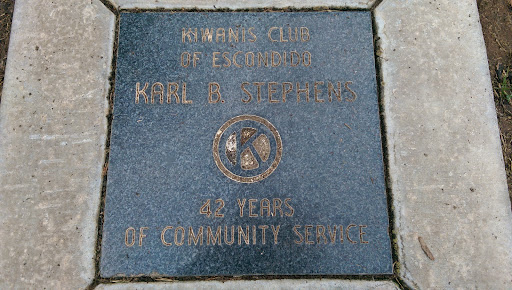 KIWANIS CLUB
OF ESCONDIDO
KARL B. STEPHENS
K
42 YEARS
OF COMMUNITY SERVICE